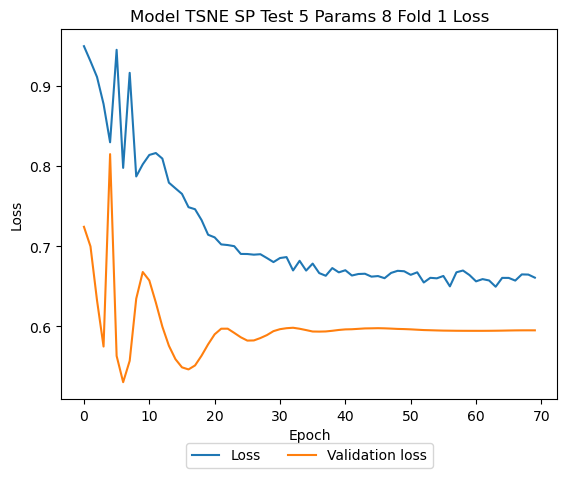 Model TSNE SP Test 5 Params 8 Fold 1 Loss
0.9
0.8
0.7
0.6
Loss
0 10 20 30 40 50 60 70
Epoch
Loss Validation loss